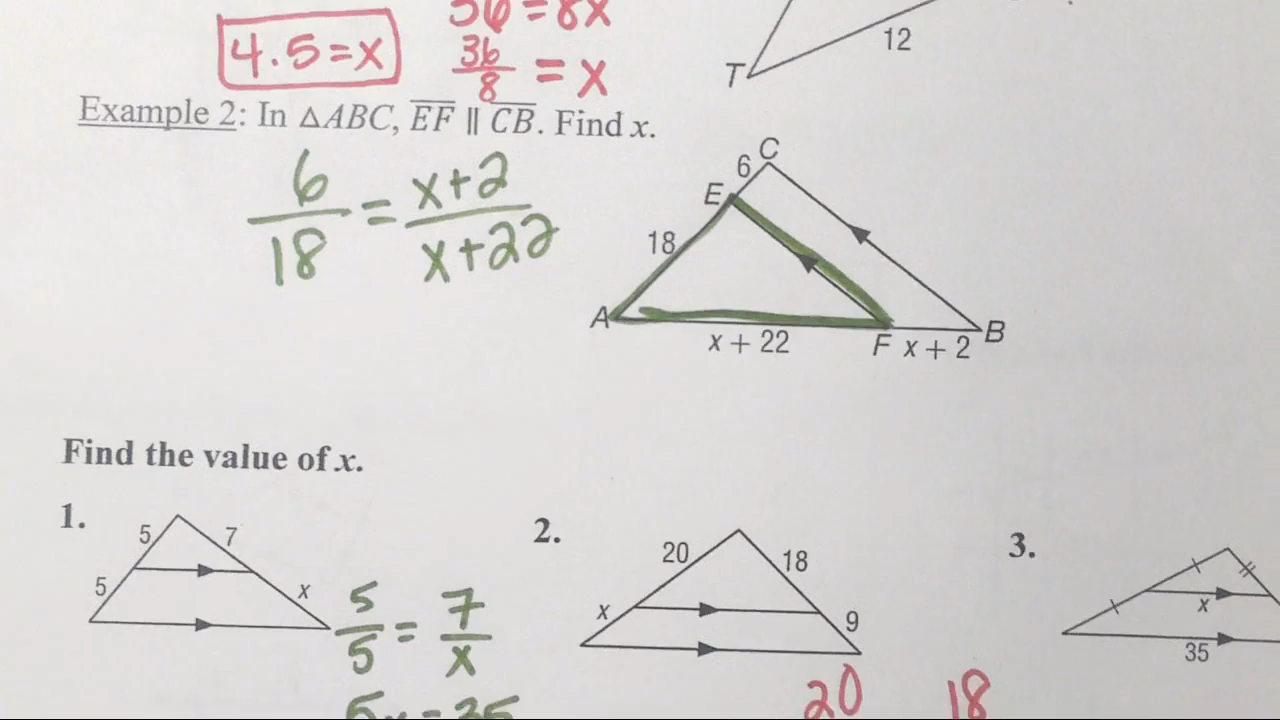 56 = 8x
4.5 = x
36/8 = x
T
12
Example 2: In △ABC, EF ∥ CB. Find x.
6/18 = x+2/x+22
C
6
E
18
A
x + 22
F
x + 2
B
Find the value of x.
1.
5
7
5
x
5/5 = 7/x
2.
20
18
x
9
20 18
3.
x
35